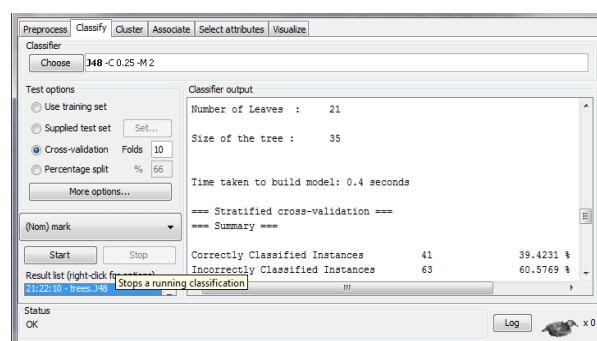 Preprocess Classify Cluster Associate Select attributes Visualize
Classifier
Choose J48 -C 0.25 -M 2
Test options
Use training set
Supplied test set Set...
Cross-validation Folds 10
Percentage split % 66
More options...
(Nom) mark
Start Stop
Result list (right-click for options)
21:22:10 - trees.J48
Stops a running classification
Classifier output
Number of Leaves : 21
Size of the tree : 35
Time taken to build model: 0.4 seconds
=== Stratified cross-validation ===
=== Summary ===
Correctly Classified Instances 41 39.4231 %
Incorrectly Classified Instances 63 60.5769 %
Status
OK
Log x 0